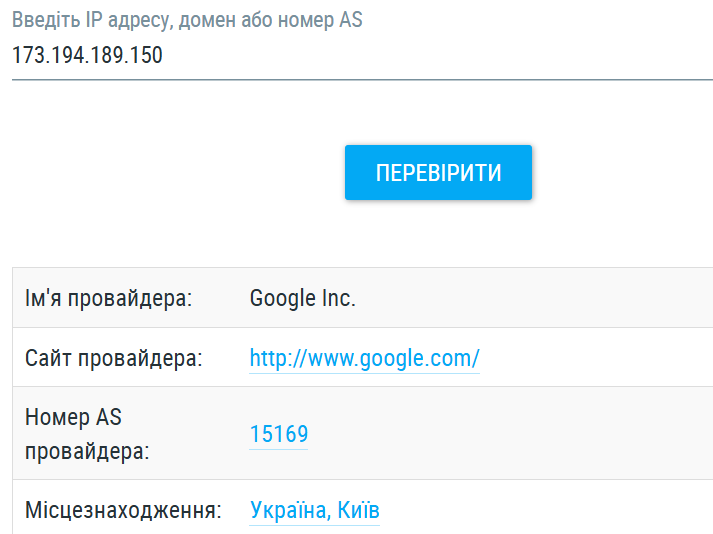 Введіть IP адресу, домен або номер AS
173.194.189.150
ПЕРЕВІРИТИ
Ім'я провайдера: Google Inc.
Сайт провайдера: http://www.google.com/
Номер AS
провайдера: 15169
Місцезнаходження: Україна, Київ